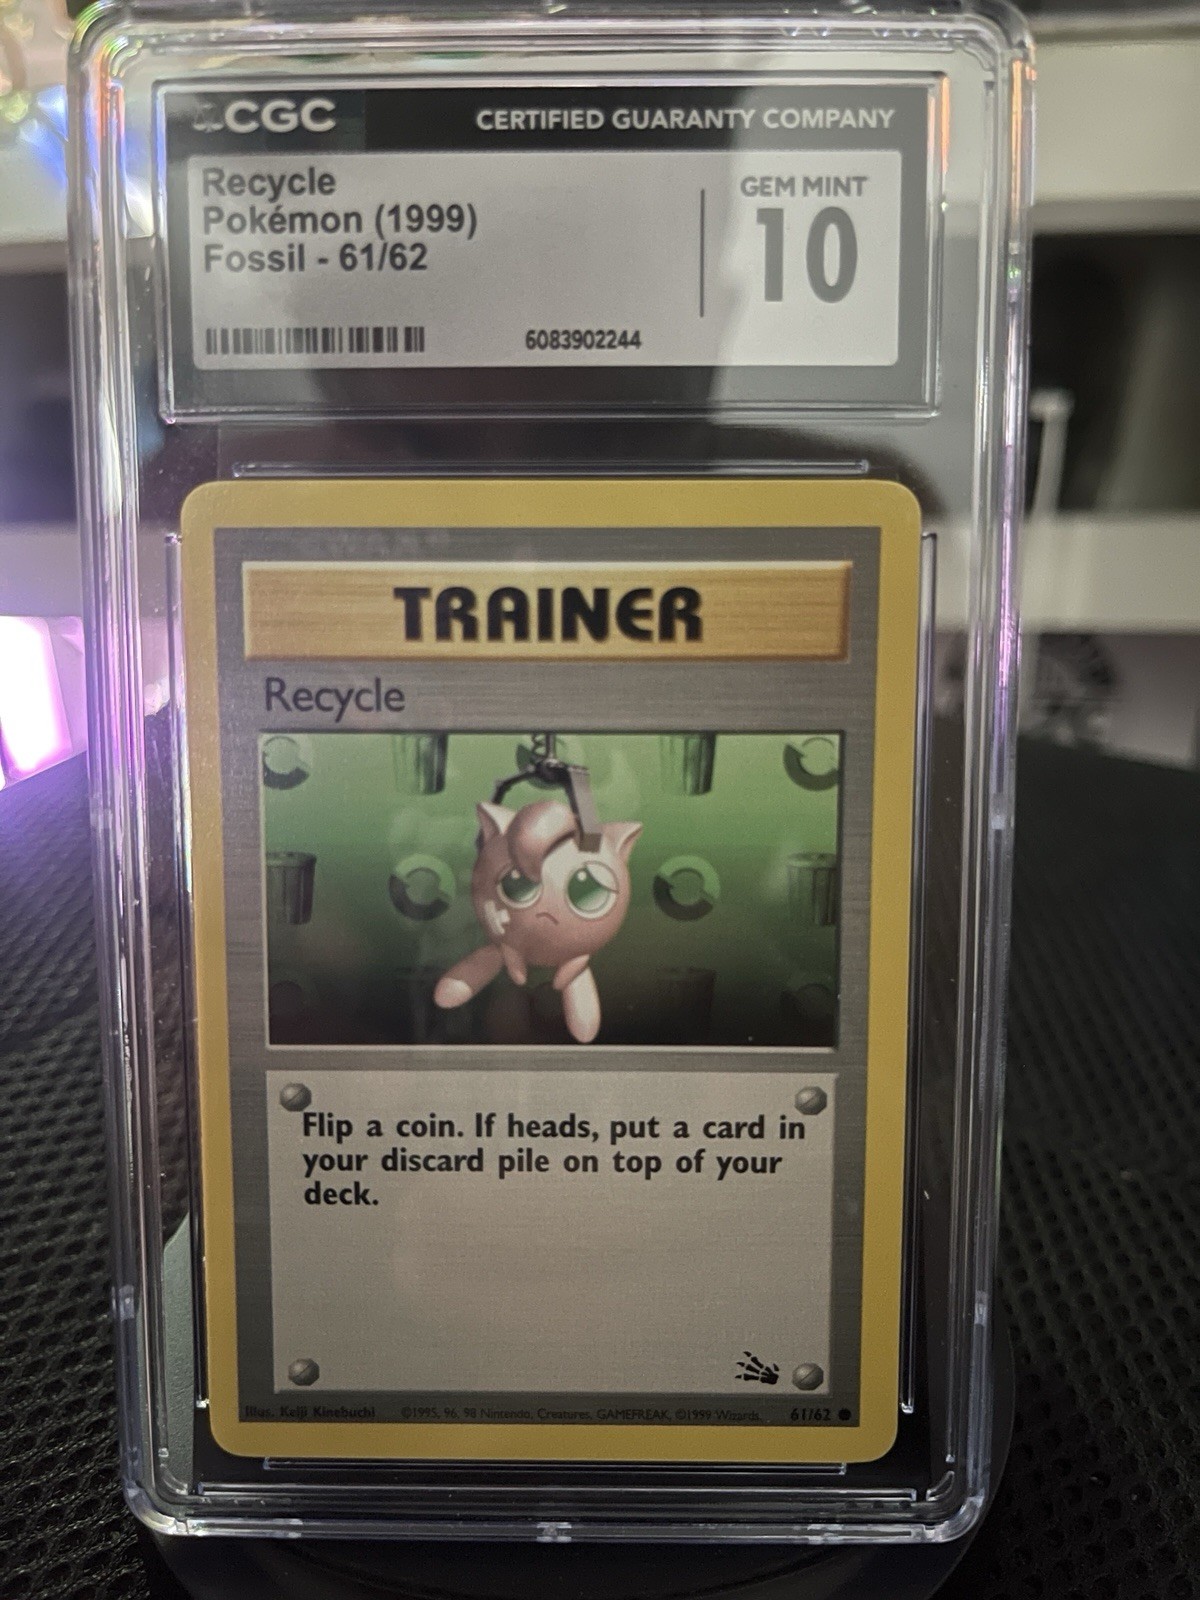 CGC CERTIFIED GUARANTY COMPANY
Recycle
Pokémon (1999)
Fossil - 61/62
GEM MINT
10
6083902244
TRAINER
Recycle
Flip a coin. If heads, put a card in
your discard pile on top of your
deck.
Illus. Keiji Kinebuchi ©1995, 96, 98 Nintendo, Creatures, GAMEFREAK, ©1999 Wizards. 61/62